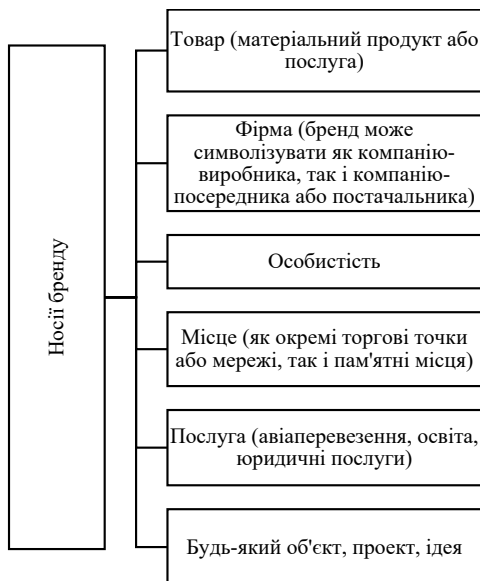 Носії бренду
Товар (матеріальний продукт або
послуга)
Фірма (бренд може
символізувати як компанію-
виробника, так і компанію-
посередника або постачальника)
Особистість
Місце (як окремі торгові точки
або мережі, так і пам'ятні місця)
Послуга (авіаперевезення, освіта,
юридичні послуги)
Будь-який об'єкт, проект, ідея